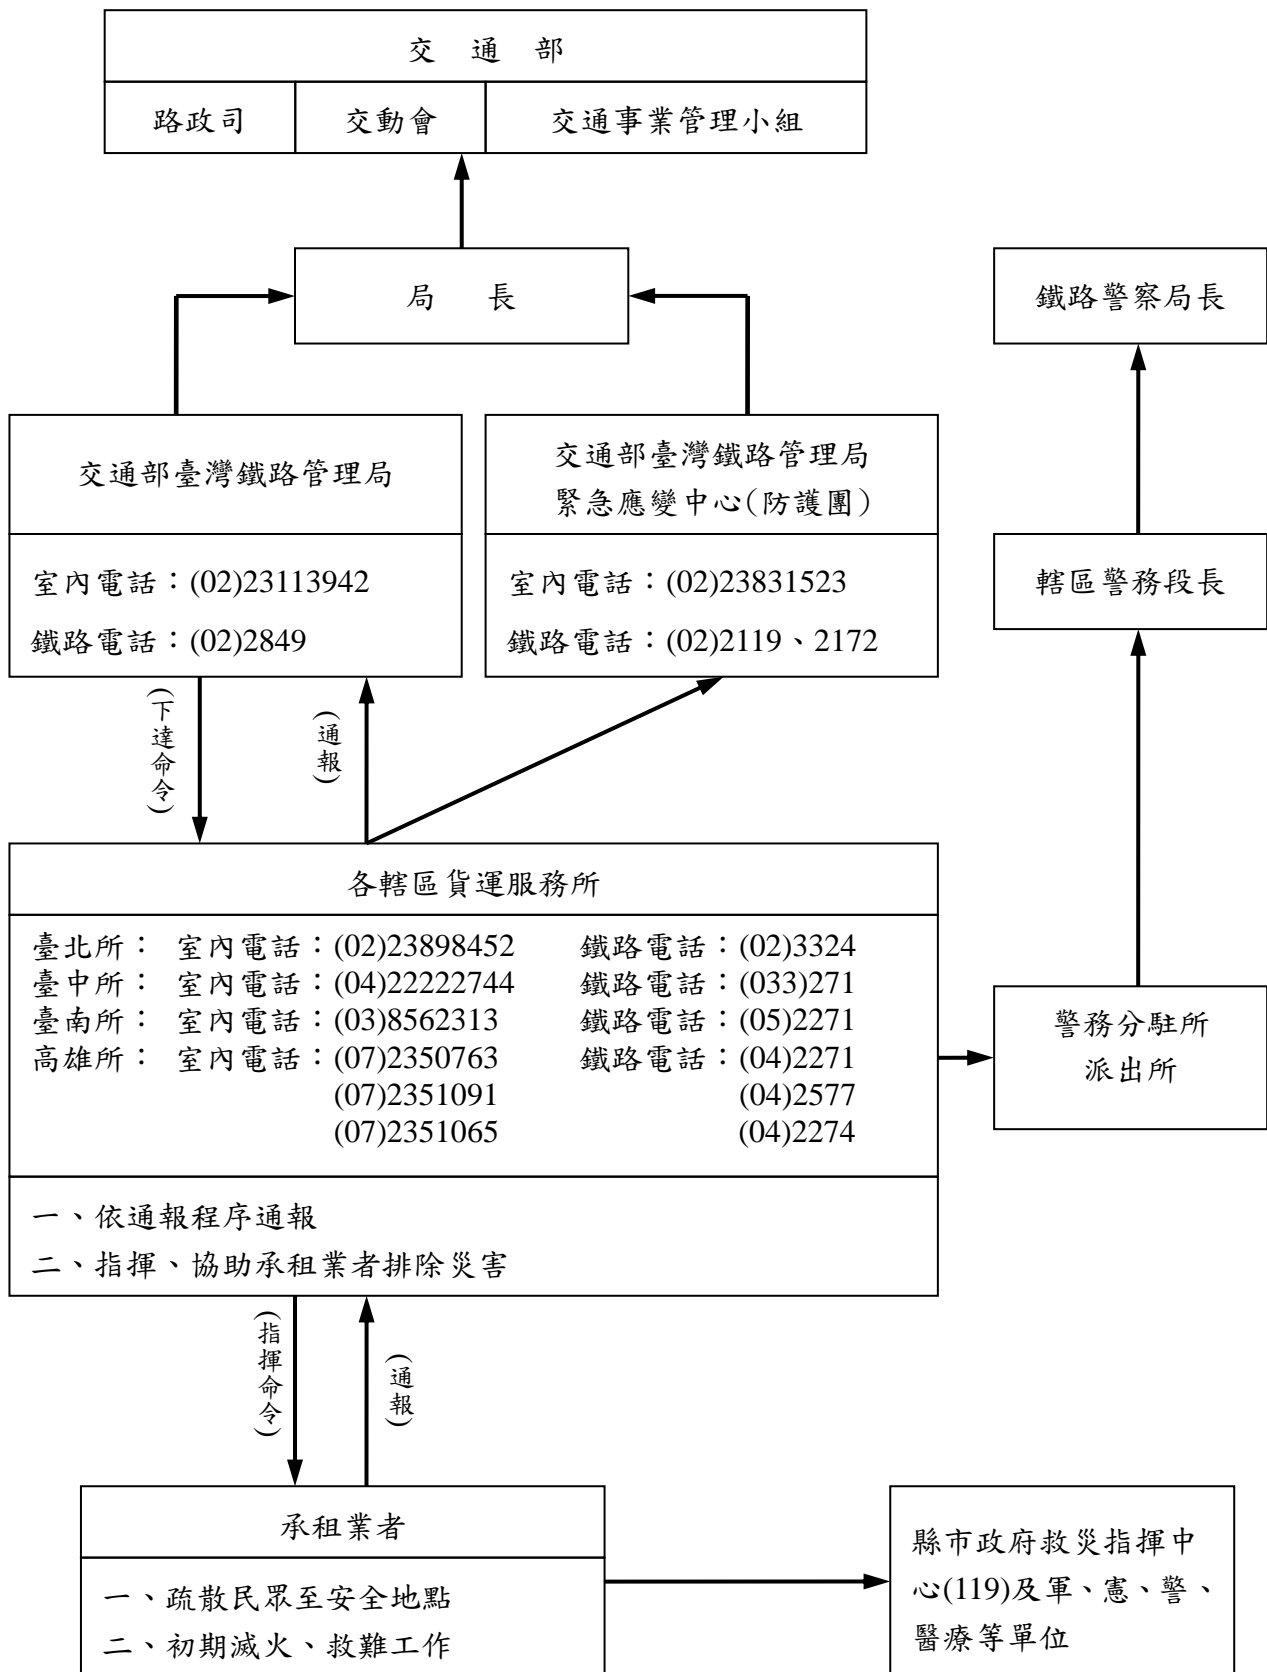 交 通 部
路政司 交動會 交通事業管理小組
局 長
鐵路警察局長
交通部臺灣鐵路管理局
室內電話：(02)23113942
鐵路電話：(02)2849
交通部臺灣鐵路管理局
緊急應變中心(防護團)
室內電話：(02)23831523
鐵路電話：(02)2119、2172
轄區警務段長
(下達命令)
(通報)
各轄區貨運服務所
臺北所： 室內電話：(02)23898452 鐵路電話：(02)3324
臺中所： 室內電話：(04)22222744 鐵路電話：(033)271
臺南所： 室內電話：(03)8562313 鐵路電話：(05)2271
高雄所： 室內電話：(07)2350763 鐵路電話：(04)2271
(07)2351091 (04)2577
(07)2351065 (04)2274
一、依通報程序通報
二、指揮、協助承租業者排除災害
警務分駐所
派出所
(指揮命令)
(通報)
承租業者
一、疏散民眾至安全地點
二、初期滅火、救難工作
縣市政府救災指揮中
心(119)及軍、憲、警、
醫療等單位